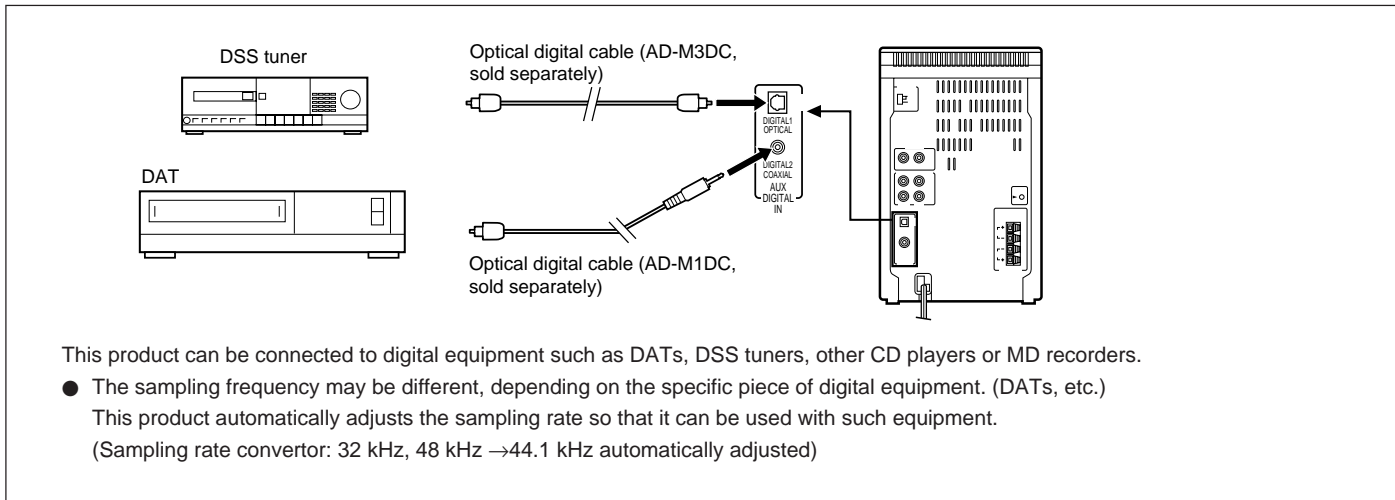 DSS tuner
Optical digital cable (AD-M3DC,
sold separately)
DIGITAL1
OPTICAL
DIGITAL2
COAXIAL
AUX
DIGITAL
IN
DAT
Optical digital cable (AD-M1DC,
sold separately)
This product can be connected to digital equipment such as DATs, DSS tuners, other CD players or MD recorders.
● The sampling frequency may be different, depending on the specific piece of digital equipment. (DATs, etc.)
This product automatically adjusts the sampling rate so that it can be used with such equipment.
(Sampling rate convertor: 32 kHz, 48 kHz →44.1 kHz automatically adjusted)